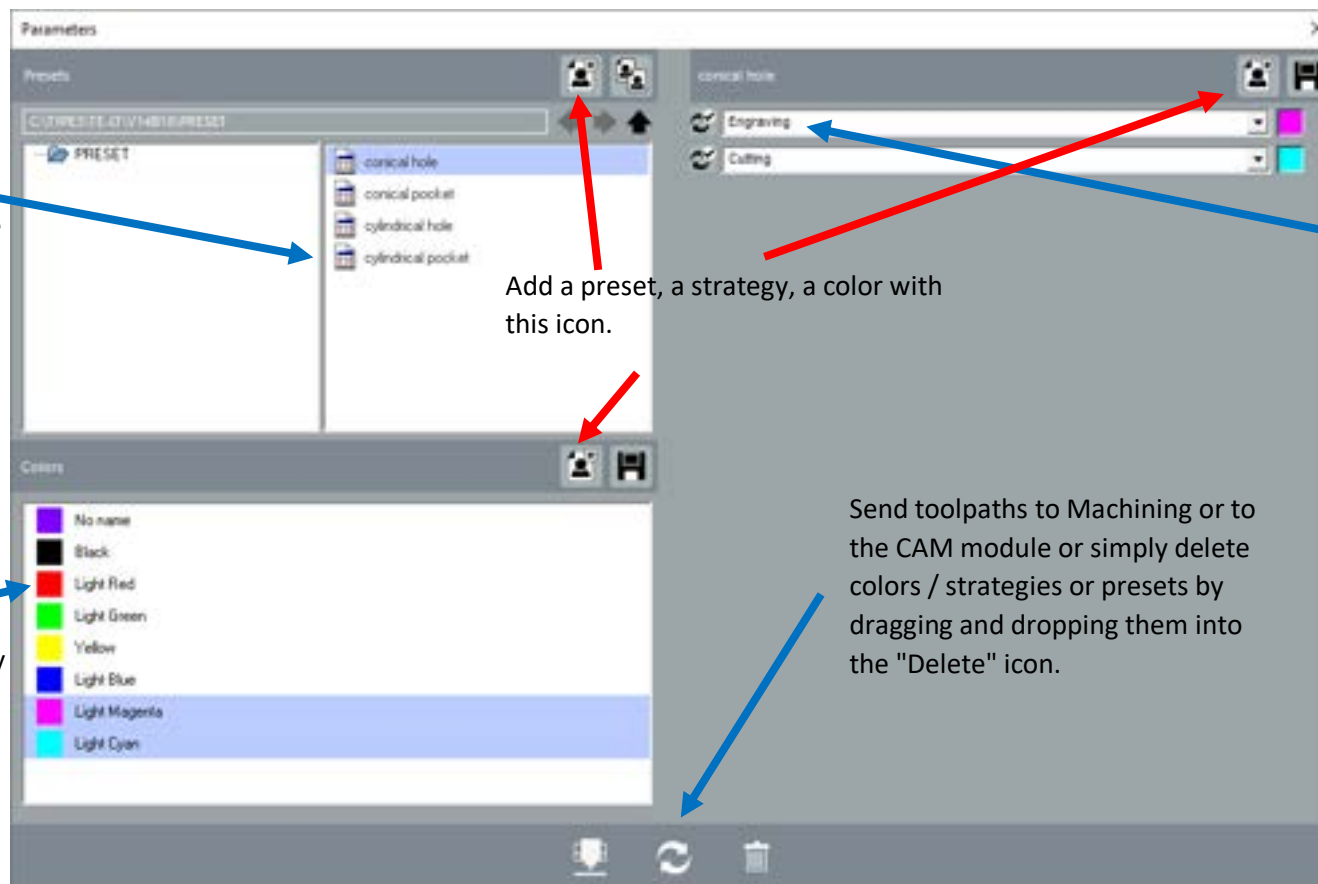 Parameters
Presets
conical hole
Engraving
Cutting
PRESET
conical hole
conical pocket
cylindrical hole
cylindrical pocket
Add a preset, a strategy, a color with
this icon.
Colors
No name
Black
Light Red
Light Green
Yellow
Light Blue
Light Magenta
Light Cyan
Send toolpaths to Machining or to
the CAM module or simply delete
colors / strategies or presets by
dragging and dropping them into
the "Delete" icon.